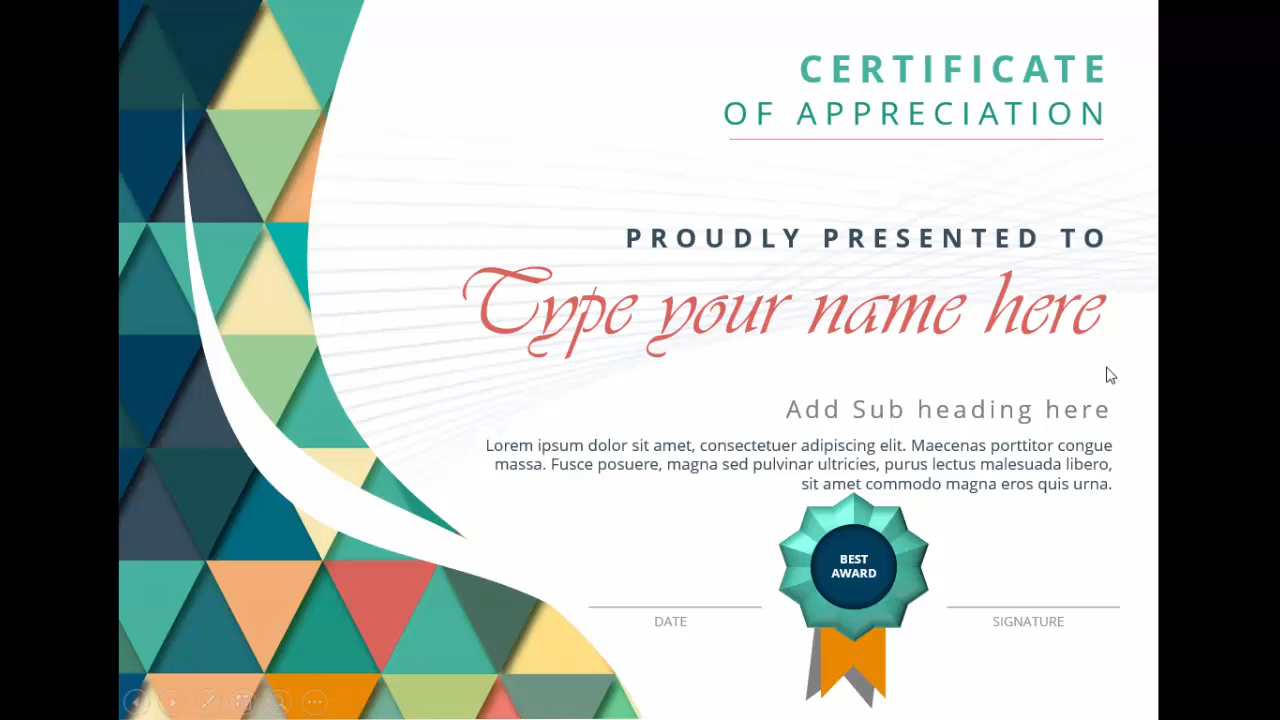 CERTIFICATE
OF APPRECIATION
PROUDLY PRESENTED TO
Type your name here
Add Sub heading here
Lorem ipsum dolor sit amet, consectetuer adipiscing elit. Maecenas porttitor congue
massa. Fusce posuere, magna sed pulvinar ultricies, purus lectus malesuada libero,
sit amet commodo magna eros quis urna.
BEST
AWARD
DATE
SIGNATURE